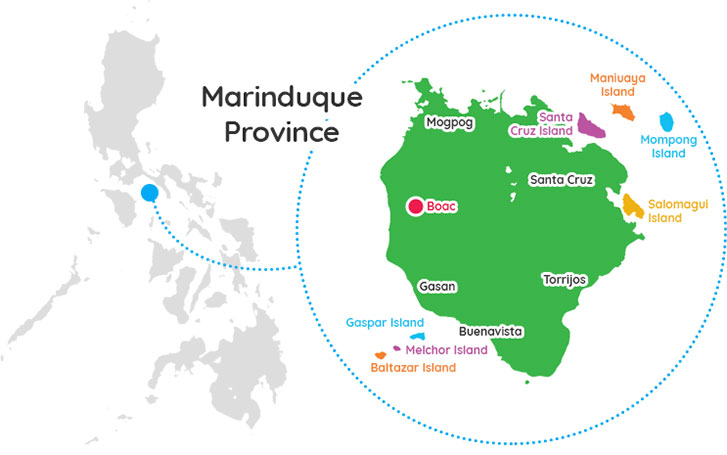 Marinduque
Province
Maniuaya
Island
Santa
Cruz Island
Mompong
Island
Mogpog
Santa Cruz
Salomagui
Island
Boac
Gasan
Torrijos
Gaspar Island
Buenavista
Melchor Island
Baltazar Island